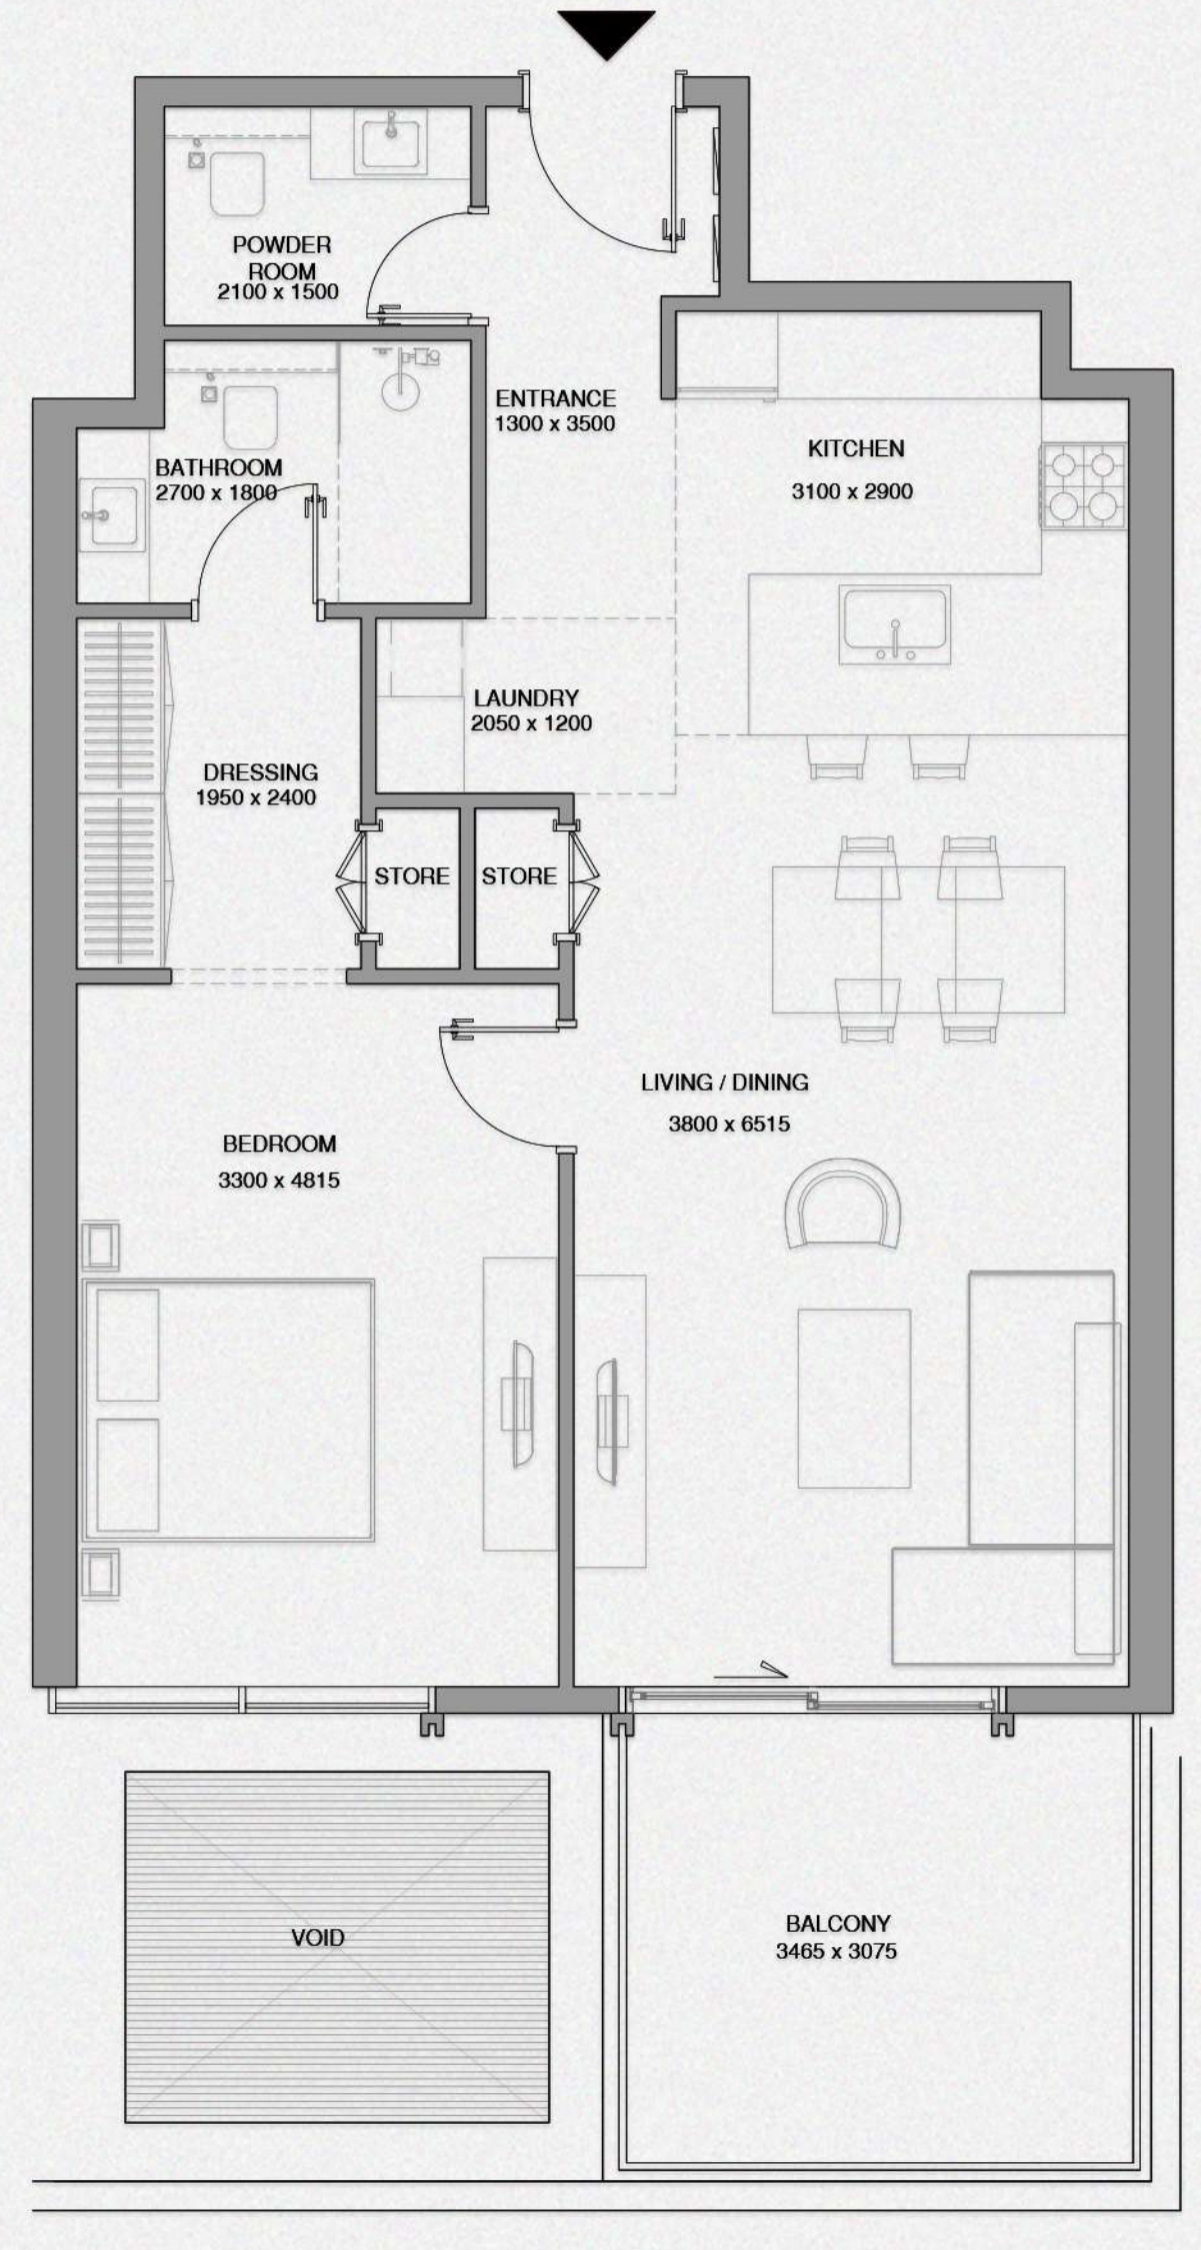 POWDER
ROOM
2100 x 1500
ENTRANCE
1300 x 3500
KITCHEN
3100 x 2900
BATHROOM
2700 x 1800
LAUNDRY
2050 x 1200
DRESSING
1950 x 2400
STORE
STORE
LIVING / DINING
3800 x 6515
BEDROOM
3300 x 4815
VOID
BALCONY
3465 x 3075